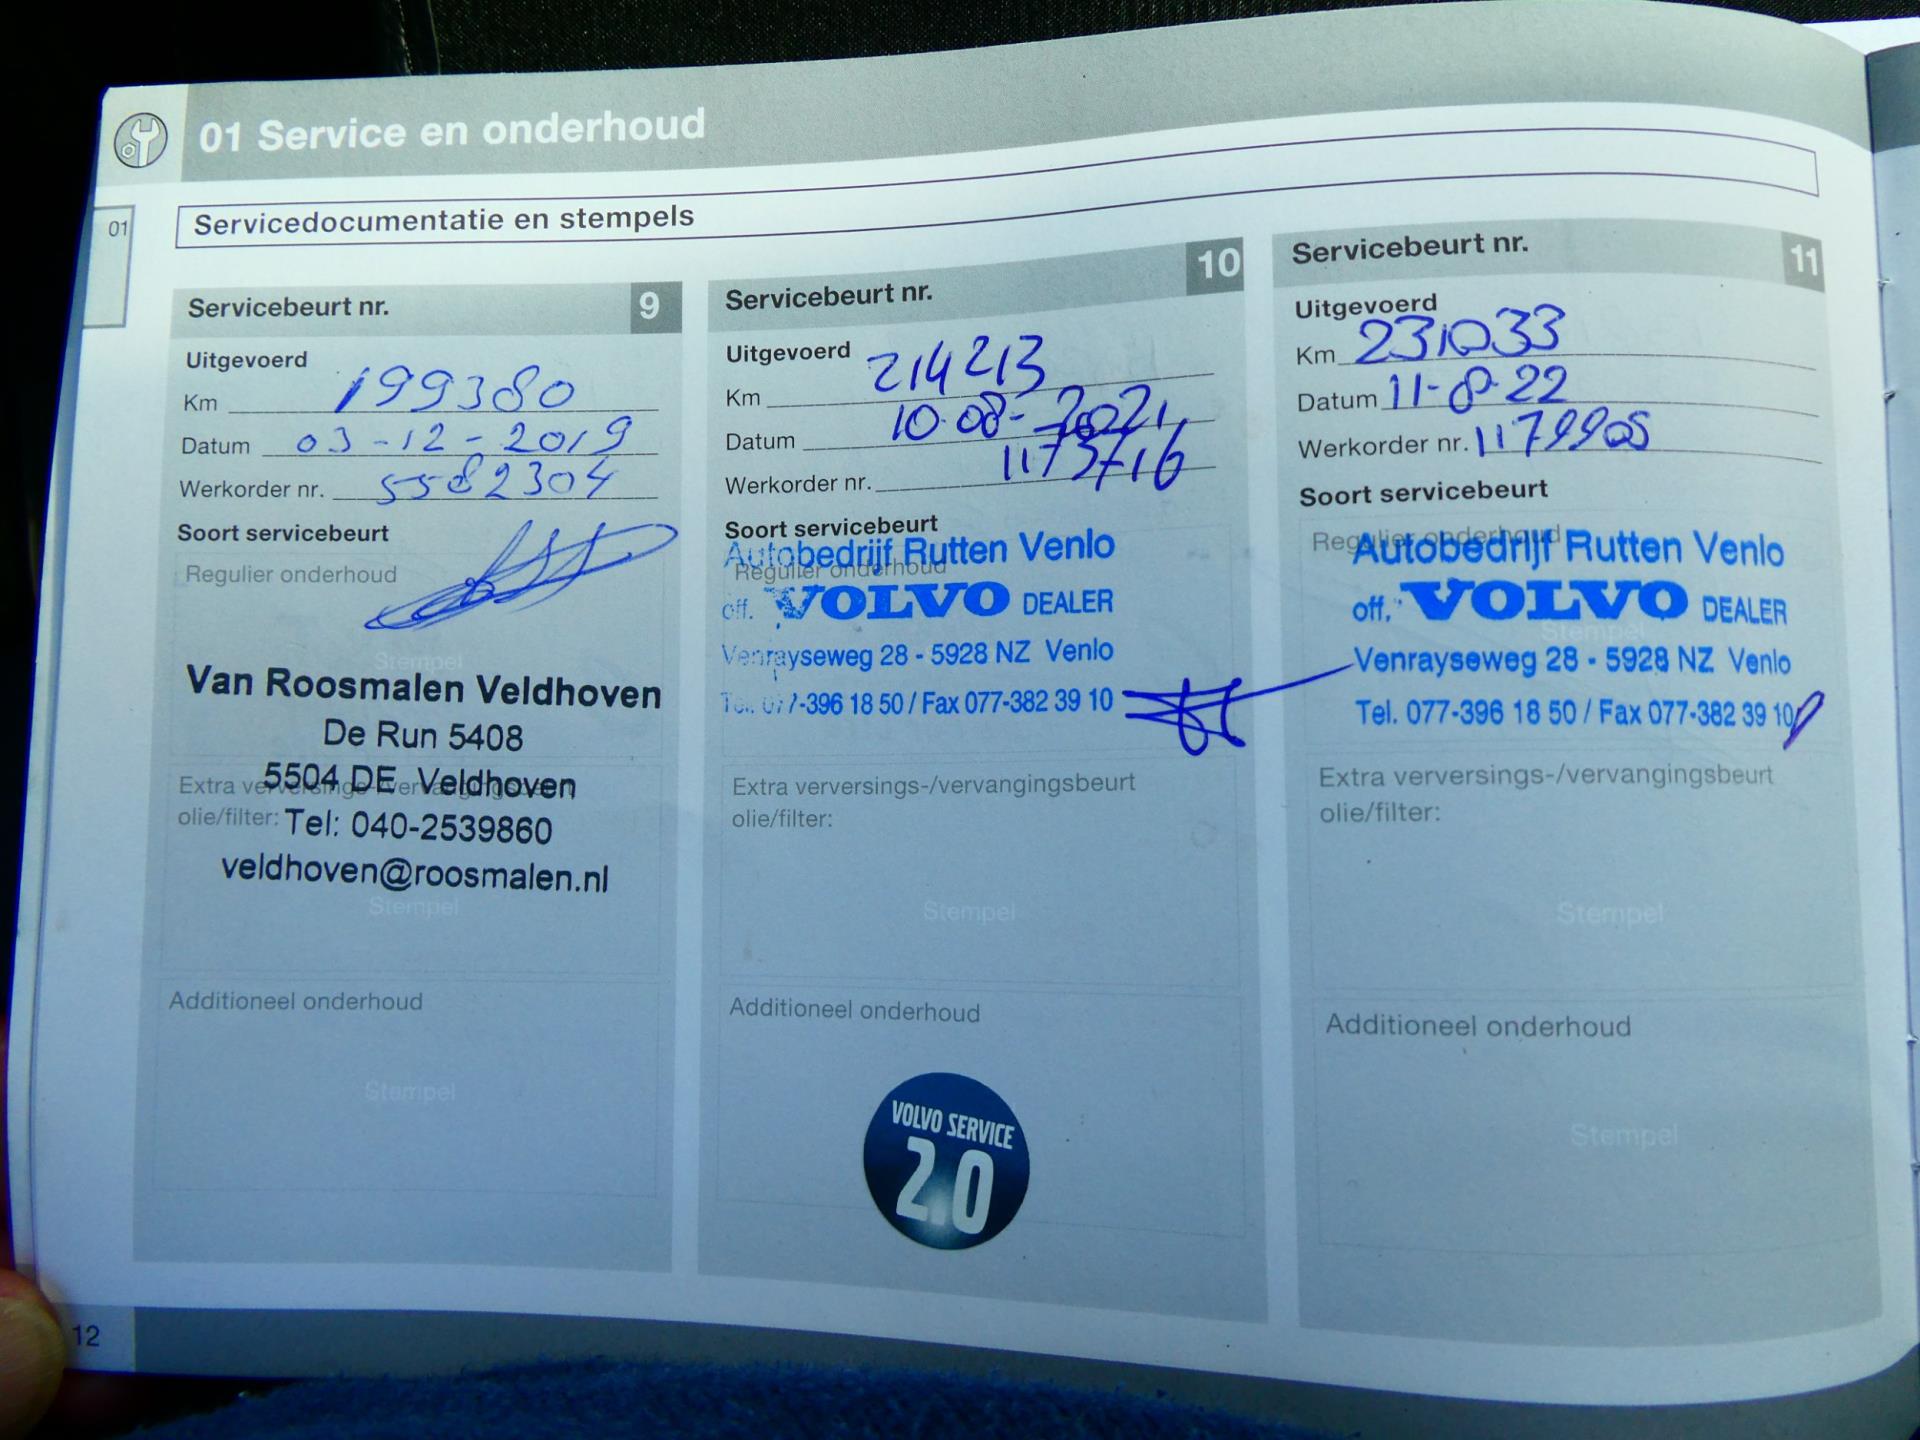 01 Service en onderhoud
01
Servicedocumentatie en stempels
Servicebeurt nr. 9
Uitgevoerd
Km 199380
Datum 03-12-2019
Werkorder nr. 5582304
Soort servicebeurt
Regulier onderhoud
Stempel
Van Roosmalen Veldhoven
De Run 5408
5504 DE Veldhoven
Extra verversings-/vervangingsbeurt
olie/filter:
Tel: 040-2539860
veldhoven@roosmalen.nl
Stempel
Additioneel onderhoud
Stempel
Servicebeurt nr. 10
Uitgevoerd
Km 214213
Datum 10-08-2021
Werkorder nr. 1173716
Soort servicebeurt
Autobedrijf Rutten Venlo
Regulier onderhoud
off. VOLVO DEALER
Venrayseweg 28 - 5928 NZ Venlo
Tel. 077-396 18 50 / Fax 077-382 39 10
Extra verversings-/vervangingsbeurt
olie/filter:
Stempel
Additioneel onderhoud
VOLVO SERVICE
2.0
Servicebeurt nr. 11
Uitgevoerd
Km 231033
Datum 11-8-22
Werkorder nr. 1179905
Soort servicebeurt
Regulier onderhoud
Autobedrijf Rutten Venlo
off. VOLVO DEALER
Stempel
Venrayseweg 28 - 5928 NZ Venlo
Tel. 077-396 18 50 / Fax 077-382 39 10
Extra verversings-/vervangingsbeurt
olie/filter:
Stempel
Additioneel onderhoud
Stempel
12